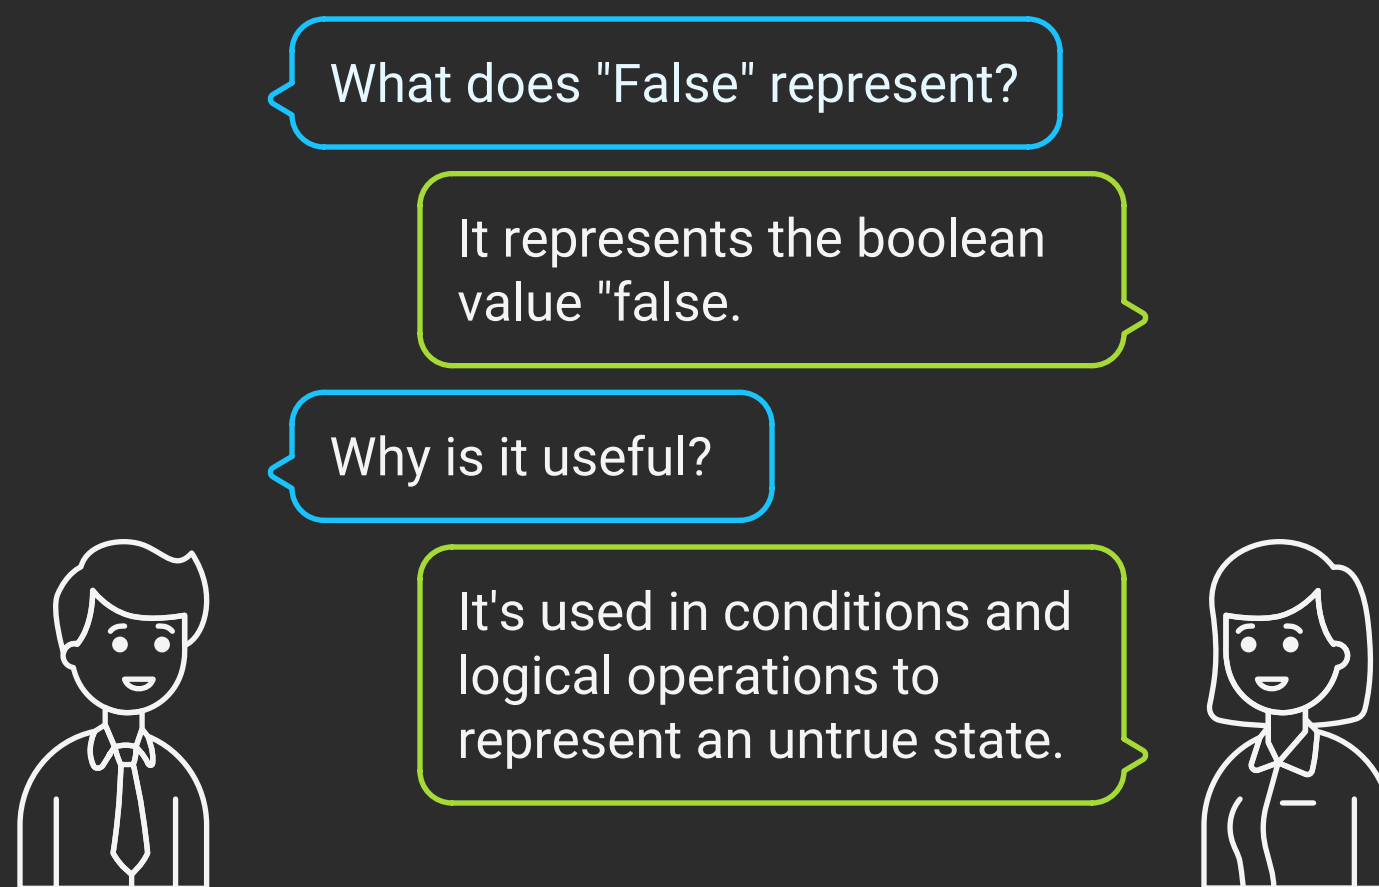 What does "False" represent?
It represents the boolean
value "false.
Why is it useful?
It's used in conditions and
logical operations to
represent an untrue state.